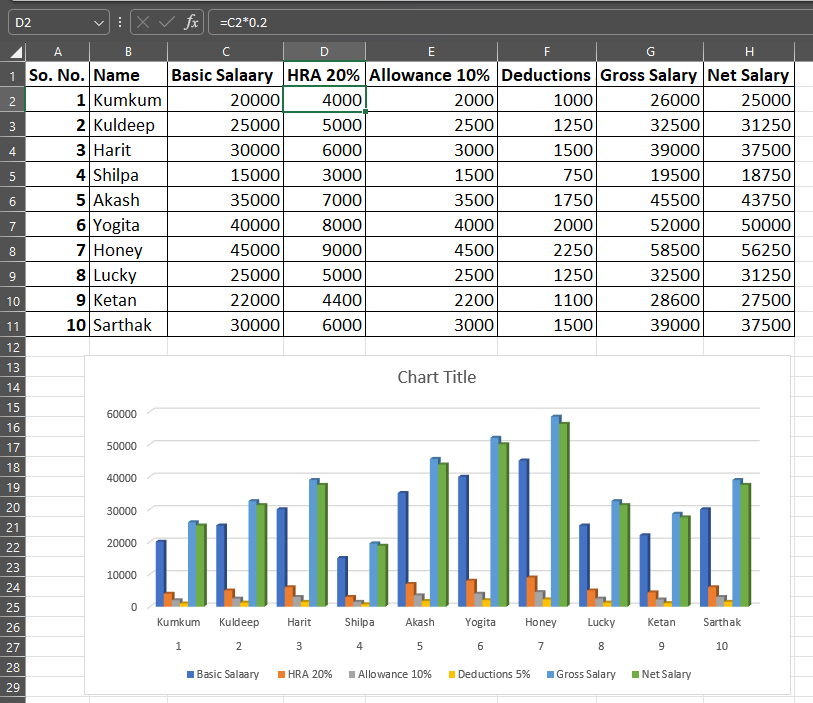 D2 fx =C2*0.2
A B C D E F G H
1 So. No. Name Basic Salaary HRA 20% Allowance 10% Deductions Gross Salary Net Salary
2 1 Kumkum 20000 4000 2000 1000 26000 25000
3 2 Kuldeep 25000 5000 2500 1250 32500 31250
4 3 Harit 30000 6000 3000 1500 39000 37500
5 4 Shilpa 15000 3000 1500 750 19500 18750
6 5 Akash 35000 7000 3500 1750 45500 43750
7 6 Yogita 40000 8000 4000 2000 52000 50000
8 7 Honey 45000 9000 4500 2250 58500 56250
9 8 Lucky 25000 5000 2500 1250 32500 31250
10 9 Ketan 22000 4400 2200 1100 28600 27500
11 10 Sarthak 30000 6000 3000 1500 39000 37500
12
13
14
15
16
17
18
19
20
21
22
23
24
25
26
27
28
29
Chart Title
60000
50000
40000
30000
20000
10000
0
Kumkum Kuldeep Harit Shilpa Akash Yogita Honey Lucky Ketan Sarthak
1 2 3 4 5 6 7 8 9 10
Basic Salaary HRA 20% Allowance 10% Deductions 5% Gross Salary Net Salary